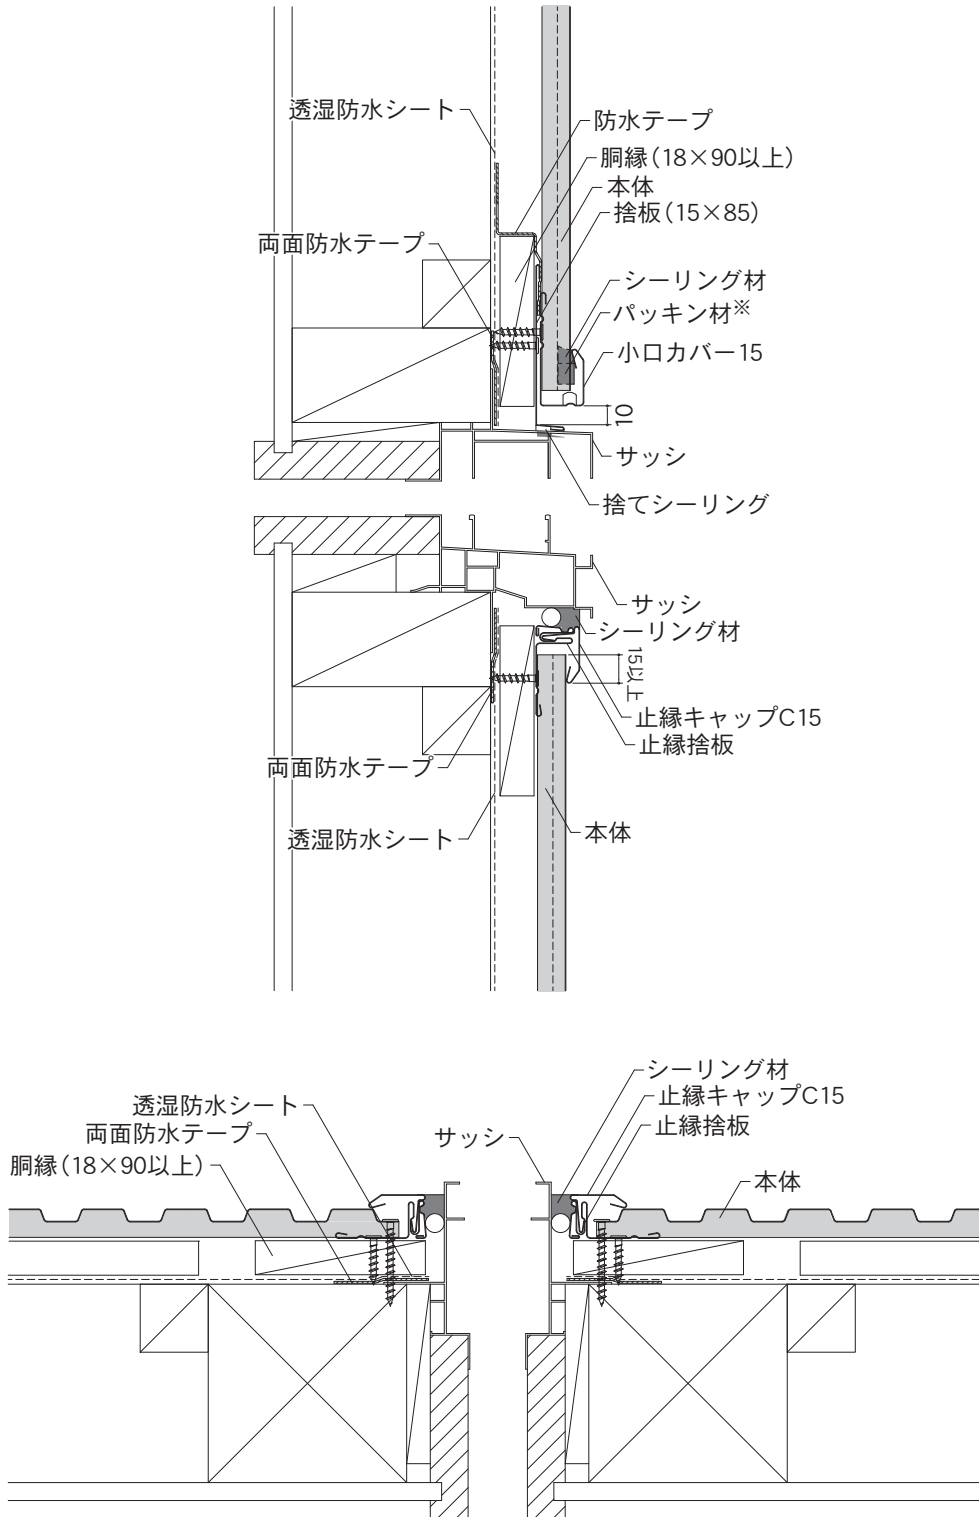 透湿防水シート
防水テープ
胴縁(18×90以上)
本体
捨板(15×85)
両面防水テープ
シーリング材
パッキン材※
小口カバー15
10
サッシ
捨てシーリング
サッシ
シーリング材
15以上
止縁キャップC15
止縁捨板
両面防水テープ
透湿防水シート
本体
シーリング材
止縁キャップC15
透湿防水シート
止縁捨板
両面防水テープ
サッシ
胴縁(18×90以上)
本体